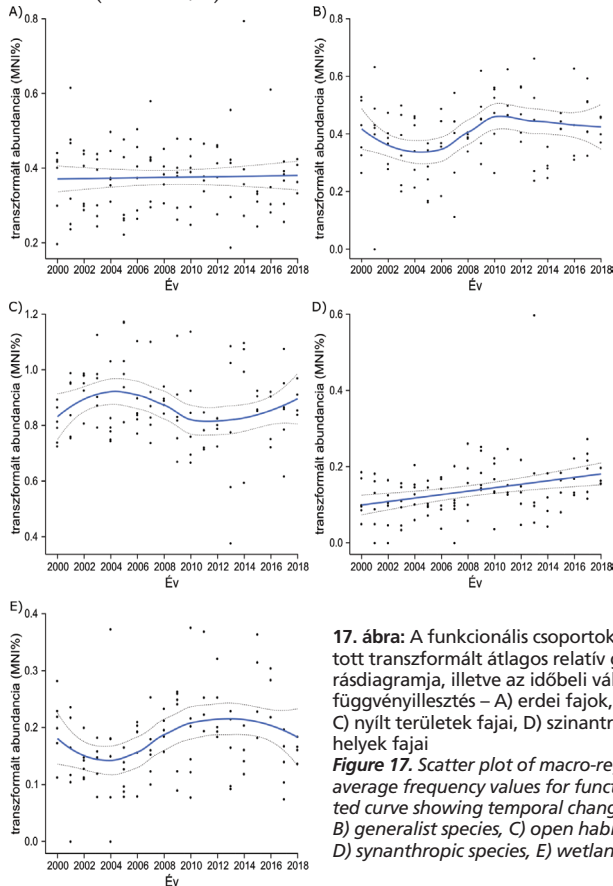 A)
0.8
0.6
0.4
0.2
transzformált abundancia (MNI%)
2000 2002 2004 2006 2008 2010 2012 2014 2016 2018
Év
B)
0.8
0.6
0.4
0.2
0.0
transzformált abundancia (MNI%)
2000 2002 2004 2006 2008 2010 2012 2014 2016 2018
Év
C)
1.2
1.0
0.8
0.6
0.4
transzformált abundancia (MNI%)
2000 2002 2004 2006 2008 2010 2012 2014 2016 2018
Év
D)
0.6
0.4
0.2
0.0
transzformált abundancia (MNI%)
2000 2002 2004 2006 2008 2010 2012 2014 2016 2018
Év
E)
0.4
0.3
0.2
0.1
0.0
transzformált abundancia (MNI%)
2000 2002 2004 2006 2008 2010 2012 2014 2016 2018
Év
17. ábra: A funkcionális csoportok
tott transzformált átlagos relatív
rásdiagramja, illetve az időbeli
függvényillesztés – A) erdei fajok,
C) nyílt területek fajai, D)
helyek fajai
Figure 17. Scatter plot of
average frequency values for
ted curve showing temporal
B) generalist species, C) open
D) synanthropic species, E)